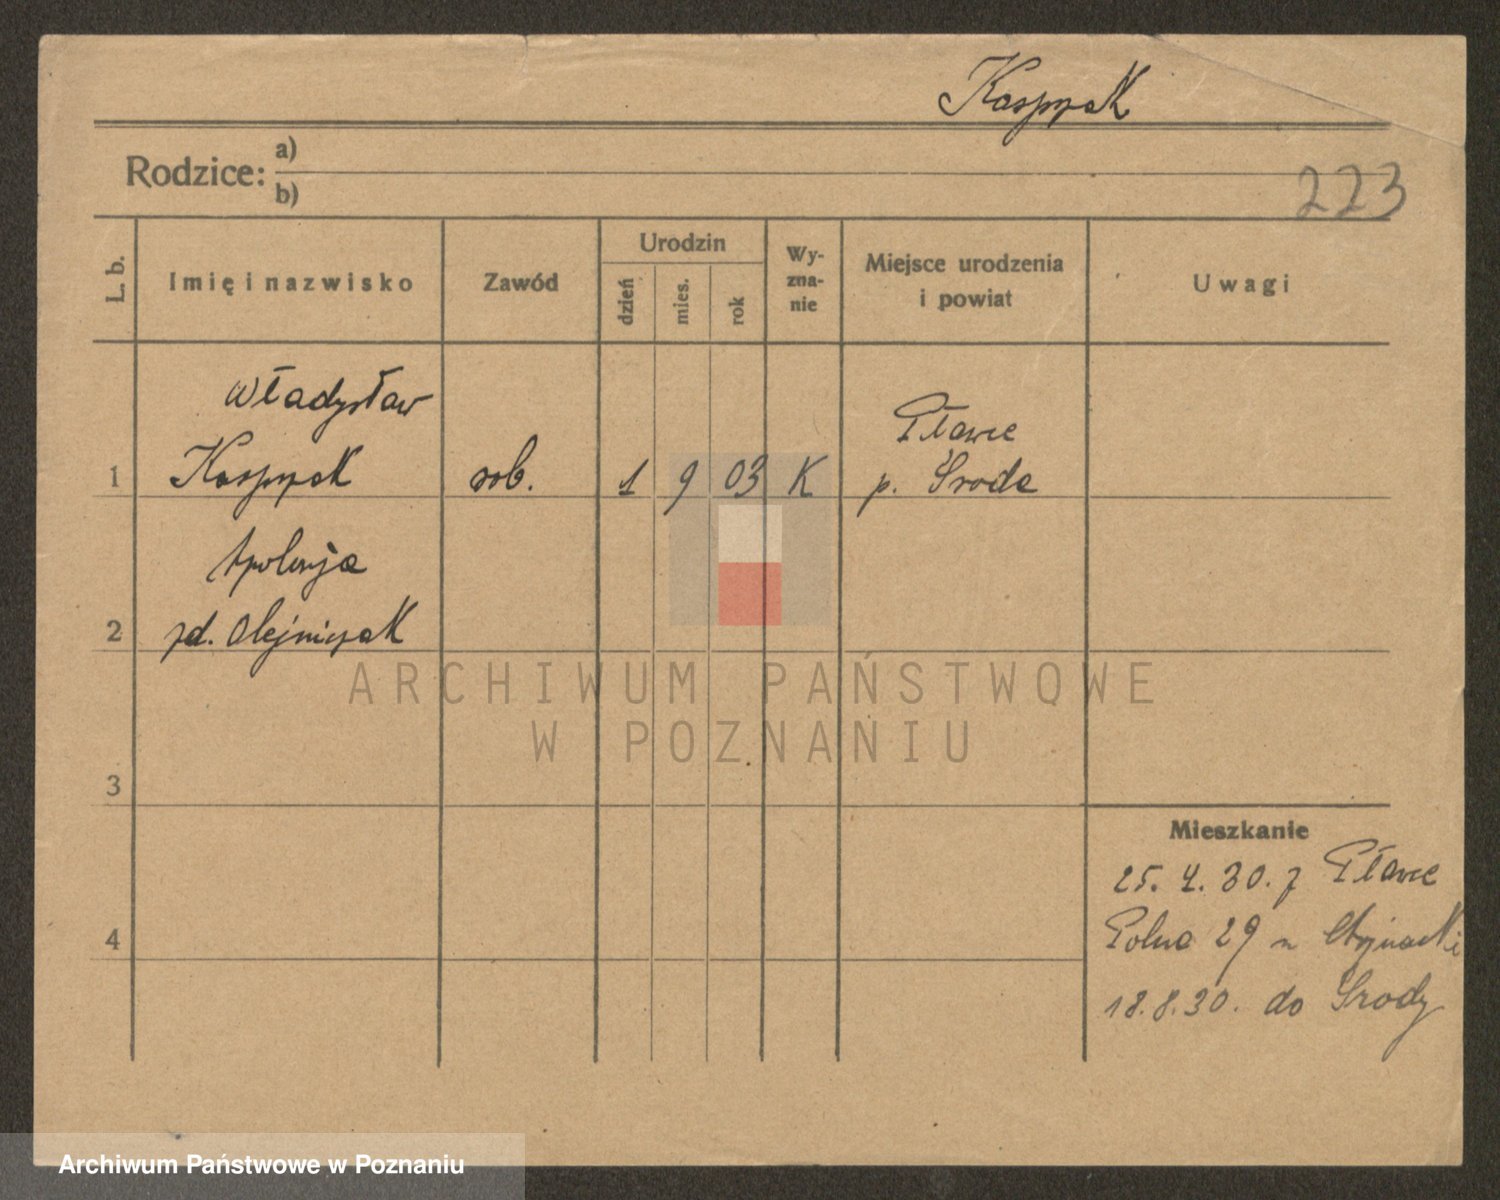 Kasprzak
Rodzice: a)
b)
223
L. b.
Imię i nazwisko
Zawód
Urodzin
dzień
mies.
rok
Wy-
zna-
nie
Miejsce urodzenia
i powiat
Uwagi
Władysław
Kasprzak
1
rob.
1 9 03 K
Pławce
p. Środa
Apolonja
2
zd. Olejniczak
ARCHIWUM PAŃSTWOWE
W POZNANIU
3
4
Mieszkanie
25. 4. 30. z Pławce
Polna 29 u
18. 8. 30. do Środy
Archiwum Państwowe w Poznaniu